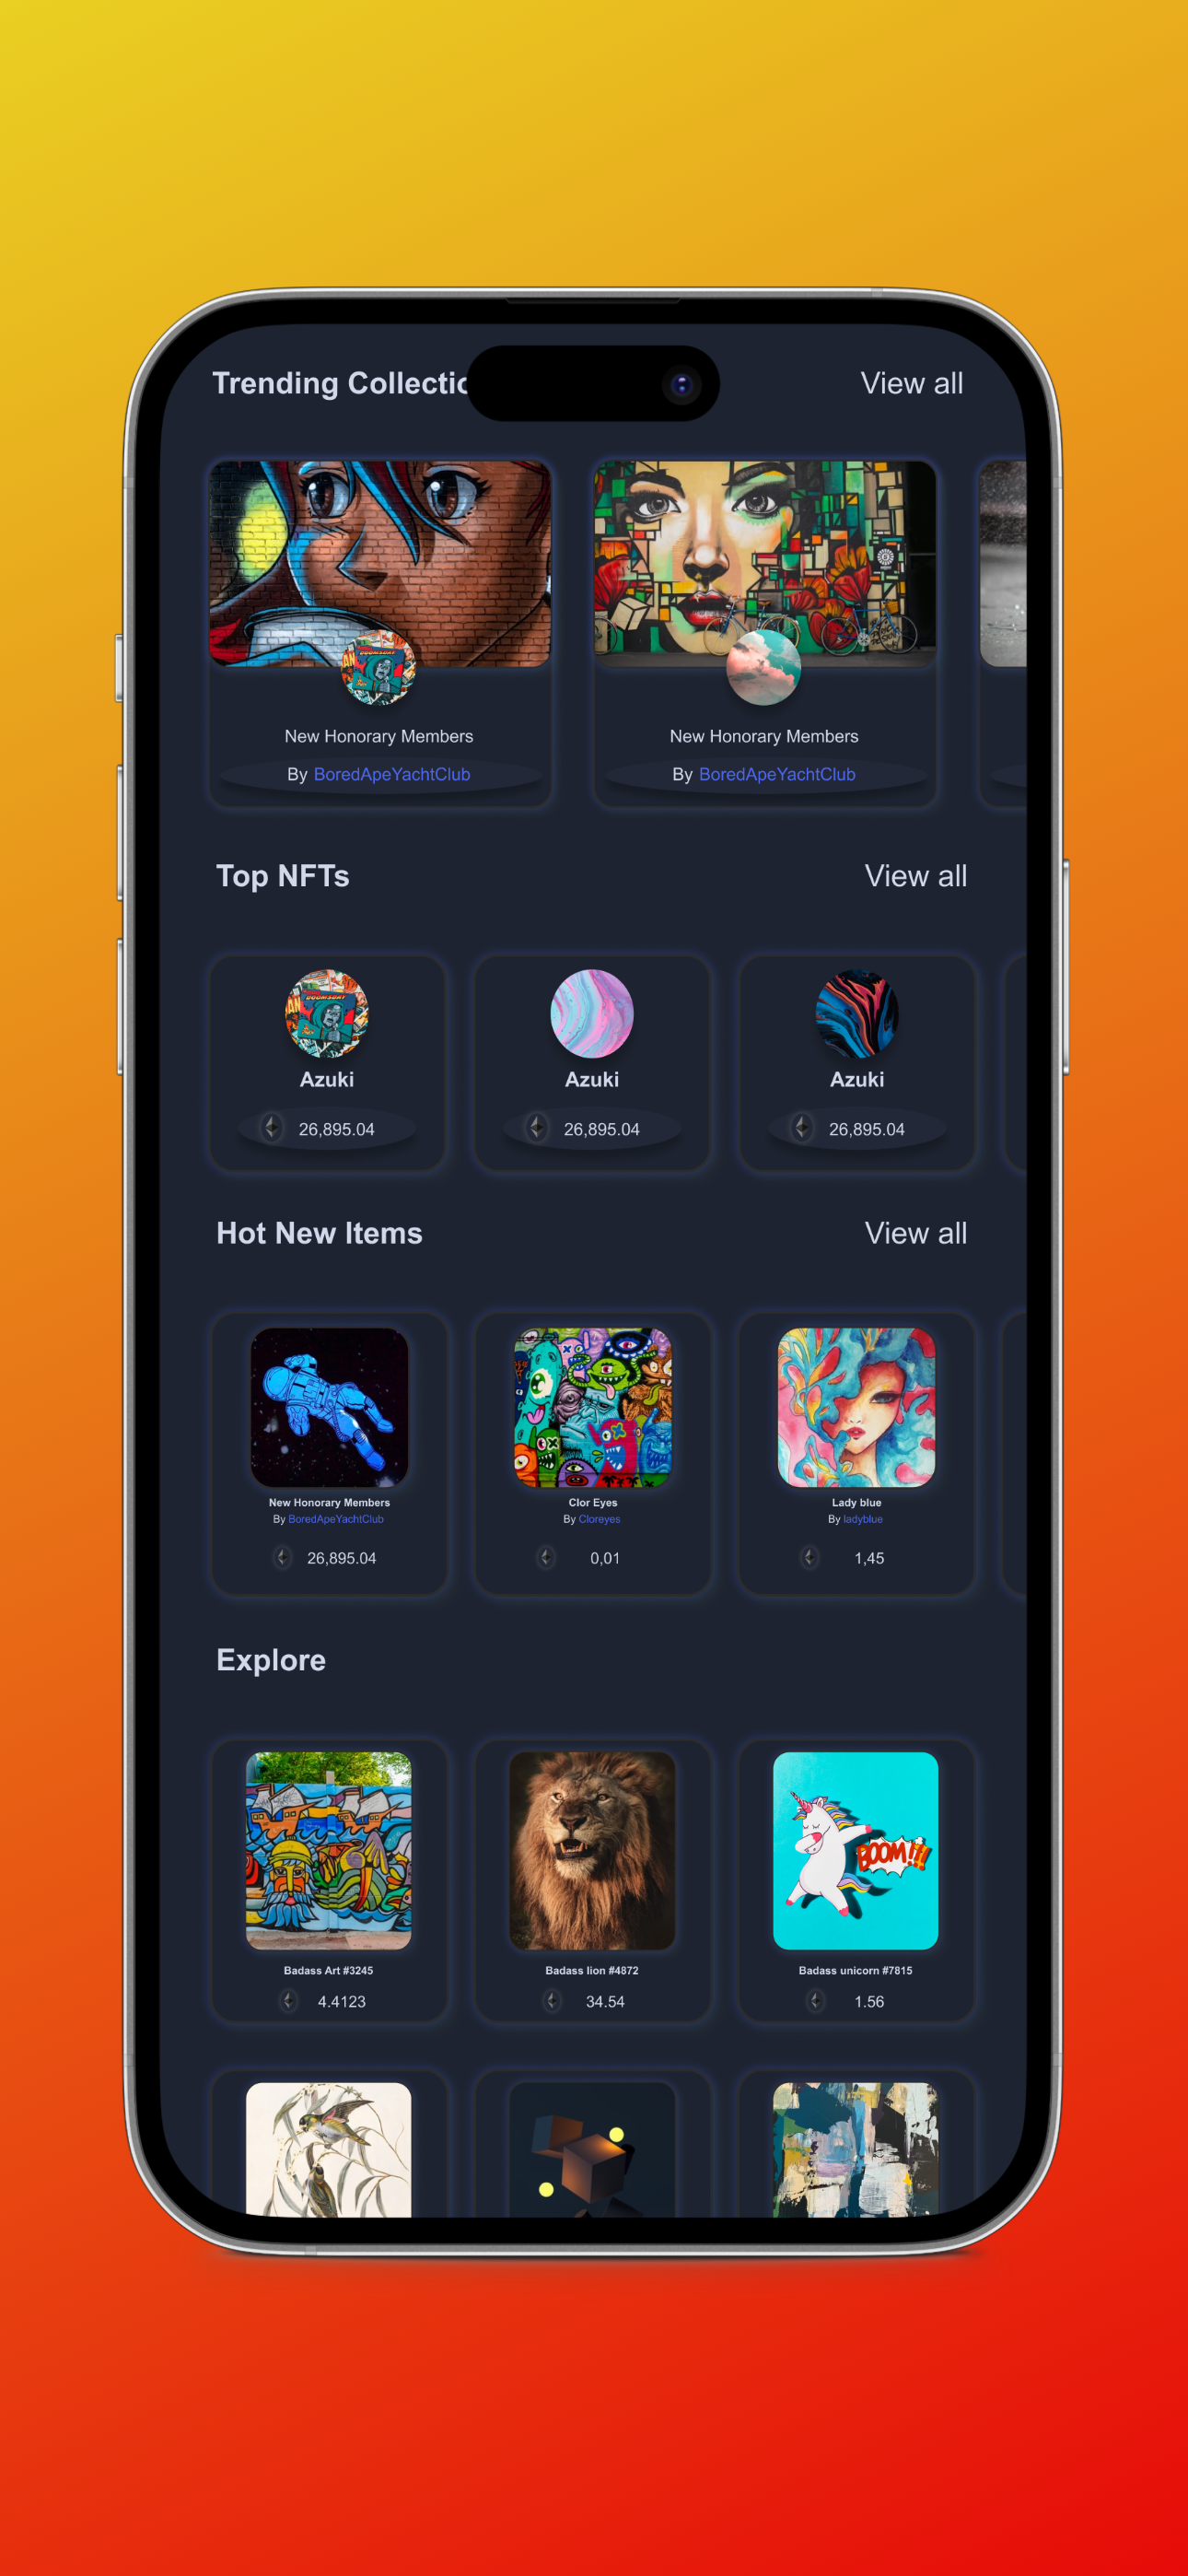 Trending Collectio
View all
New Honorary Members
By BoredApeYachtClub
New Honorary Members
By BoredApeYachtClub
Top NFTs
View all
DOOMSDAY
Azuki
26,895.04
Azuki
26,895.04
Azuki
26,895.04
Hot New Items
View all
New Honorary Members
By BoredApeYachtClub
26,895.04
Clor Eyes
By Cloreyes
0,01
Lady blue
By ladyblue
1,45
Explore
BOOM!!!
Badass Art #3245
4.4123
Badass lion #4872
34.54
Badass unicorn #7815
1.56